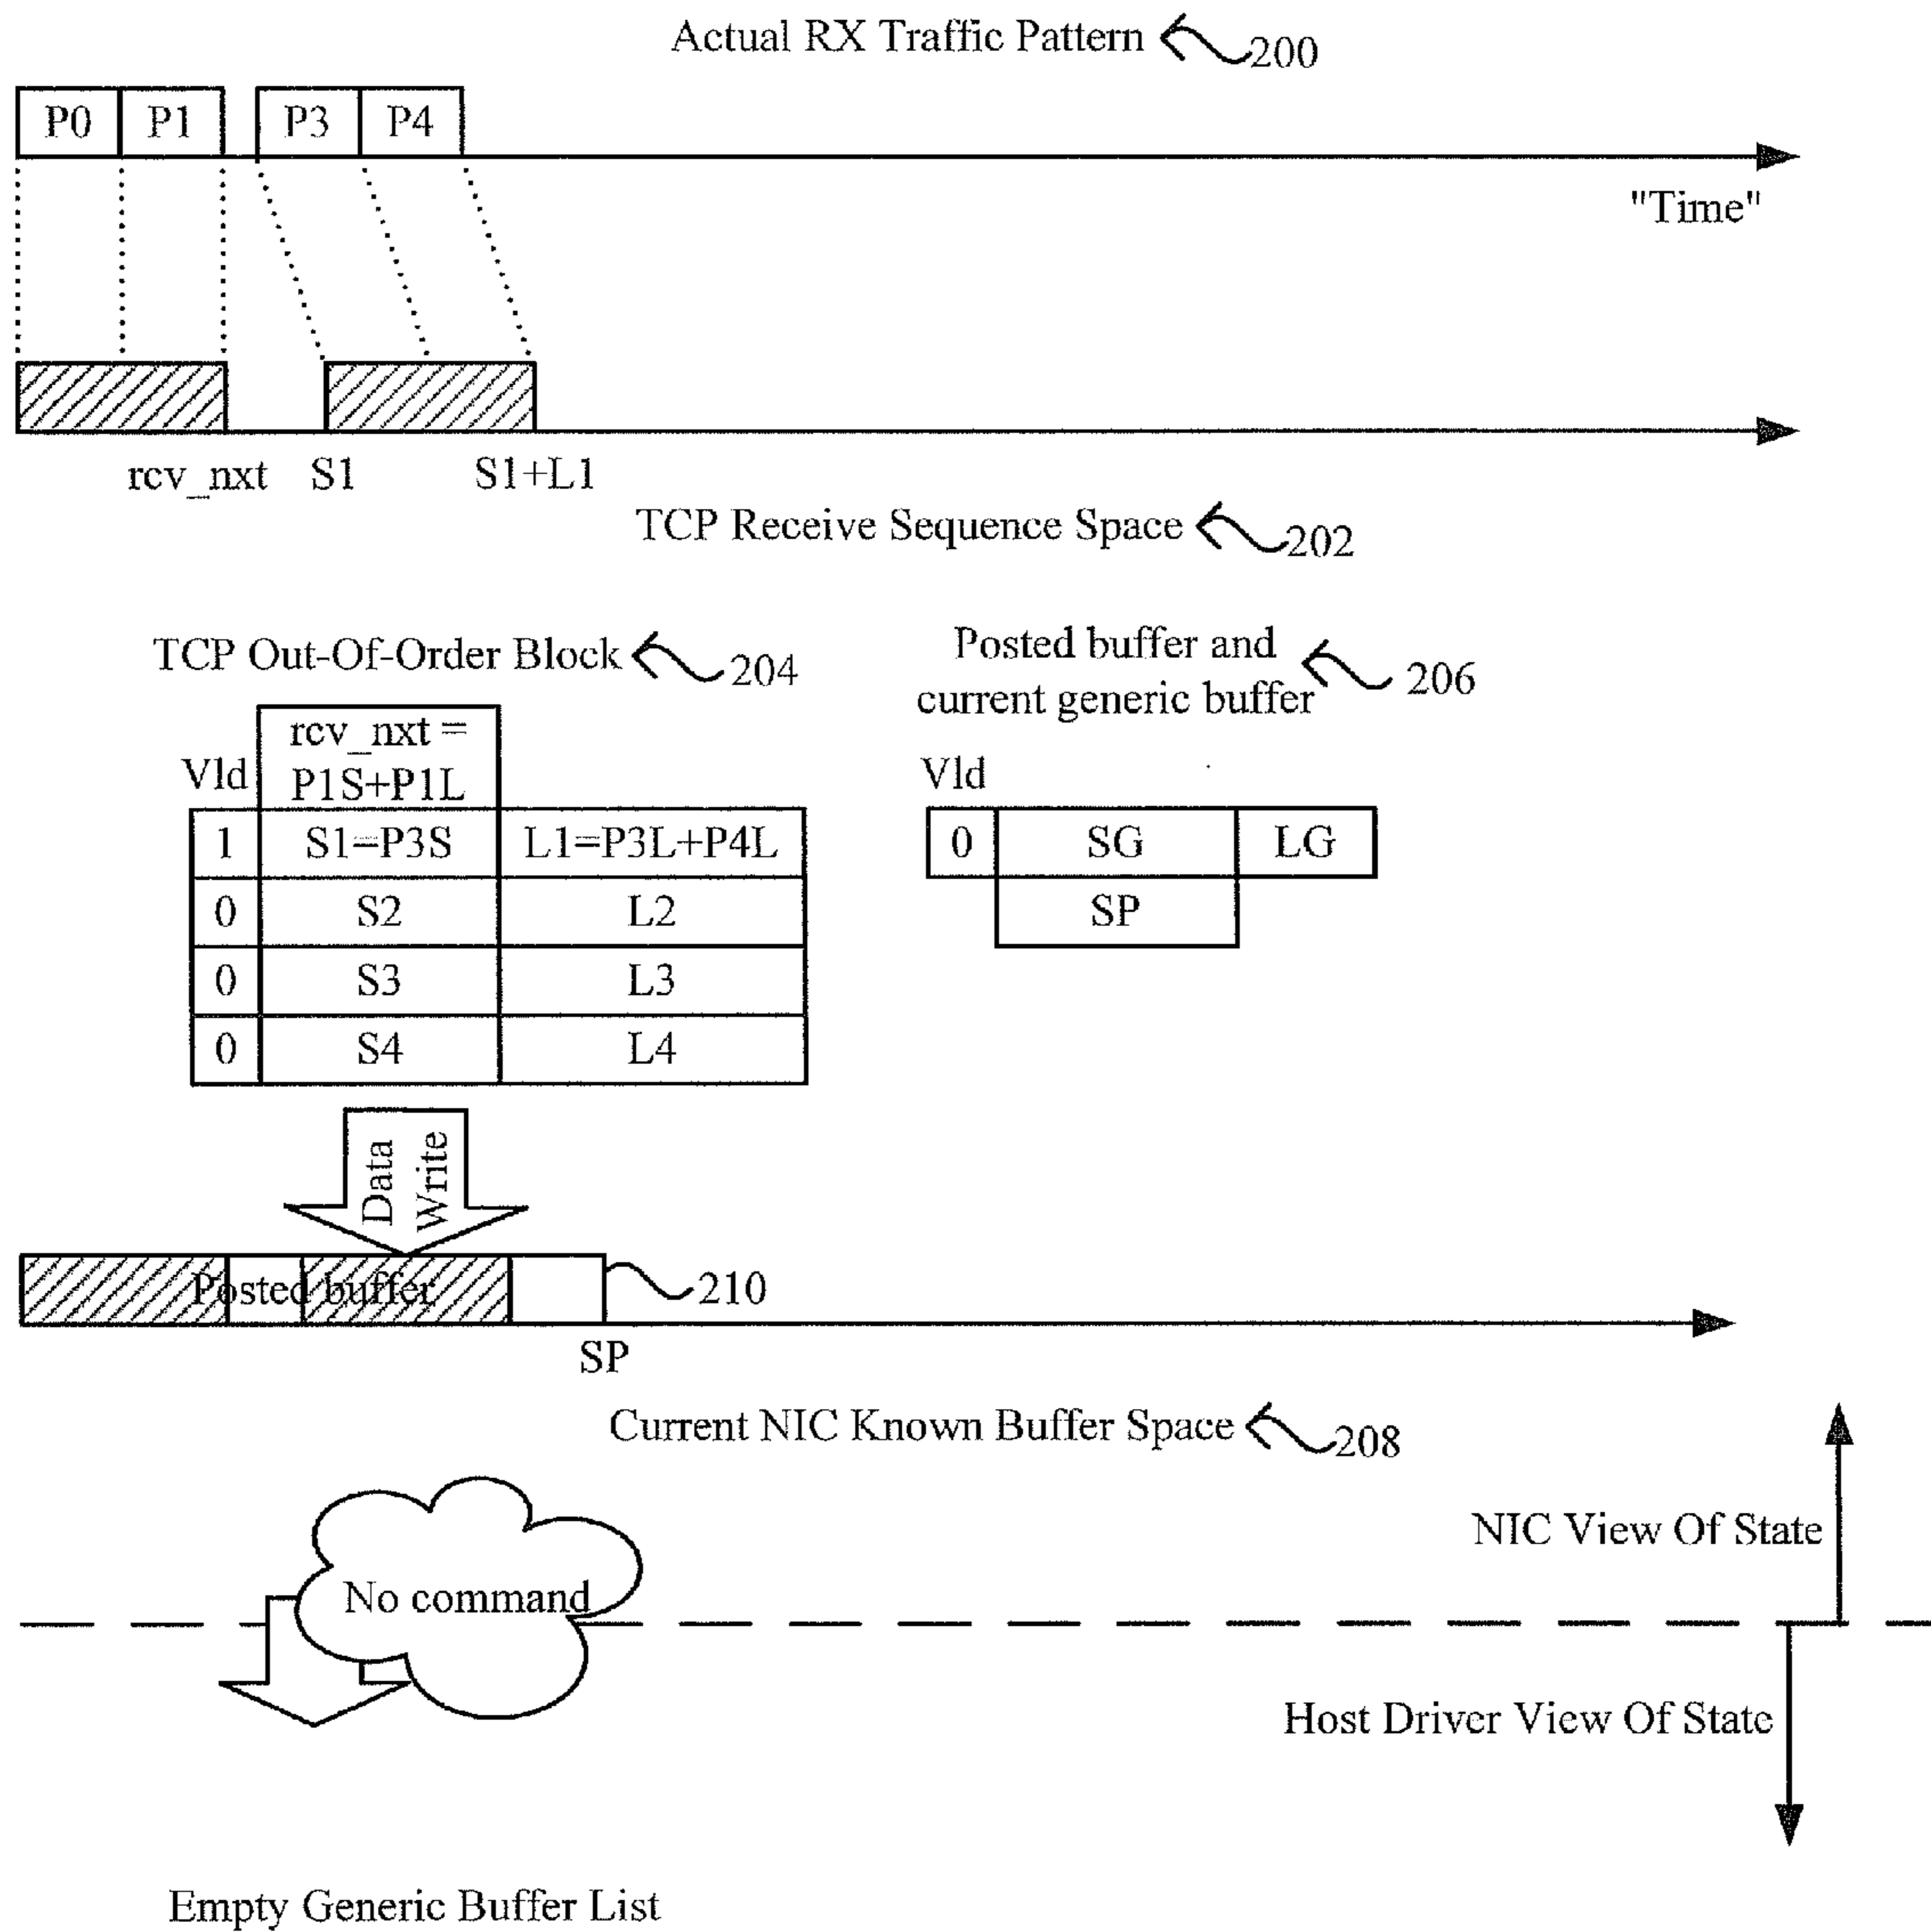 Actual RX Traffic Pattern 200
P0 P1 P3 P4
"Time"
rcv_nxt S1 S1+L1
TCP Receive Sequence Space 202
TCP Out-Of-Order Block 204
Posted buffer and
current generic buffer 206
rcv_nxt =
Vld P1S+P1L
1 S1=P3S L1=P3L+P4L
0 S2 L2
0 S3 L3
0 S4 L4
Vld
0 SG LG
SP
Data
Write
Posted buffer 210
SP
Current NIC Known Buffer Space 208
NIC View Of State
No command
Host Driver View Of State
Empty Generic Buffer List